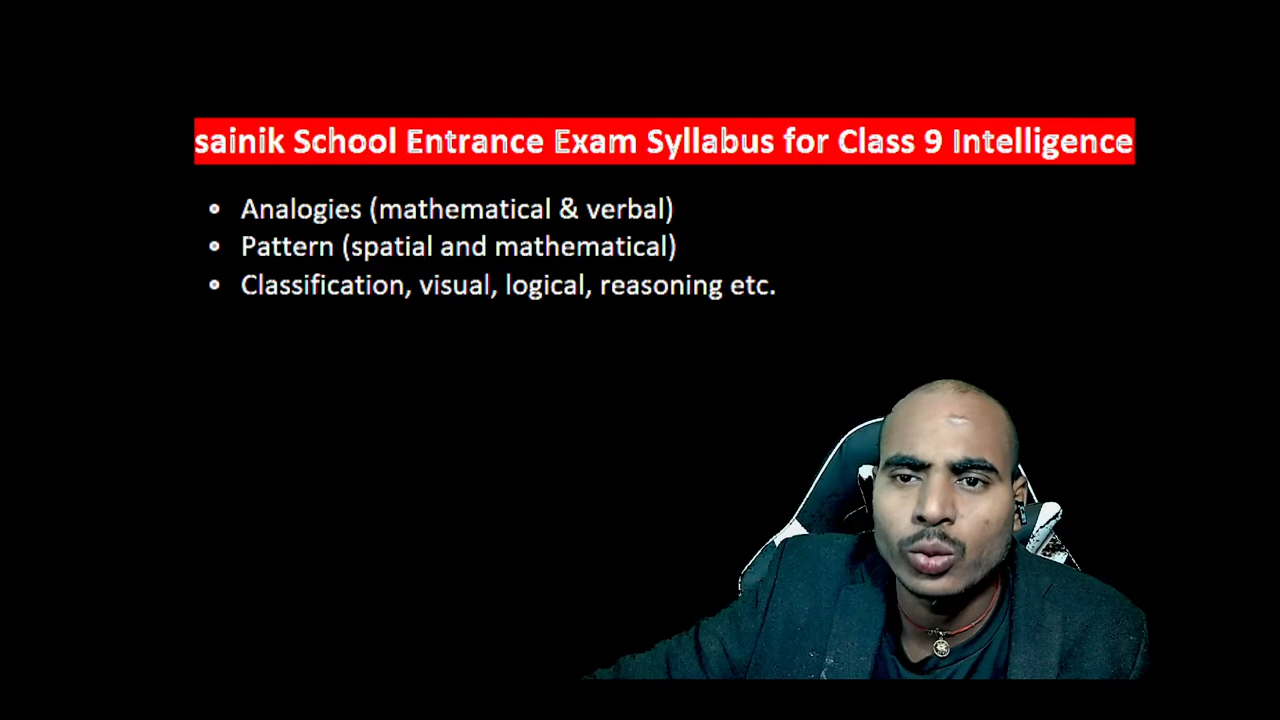 sainik School Entrance Exam Syllabus for Class 9 Intelligence
• Analogies (mathematical & verbal)
• Pattern (spatial and mathematical)
• Classification, visual, logical, reasoning etc.